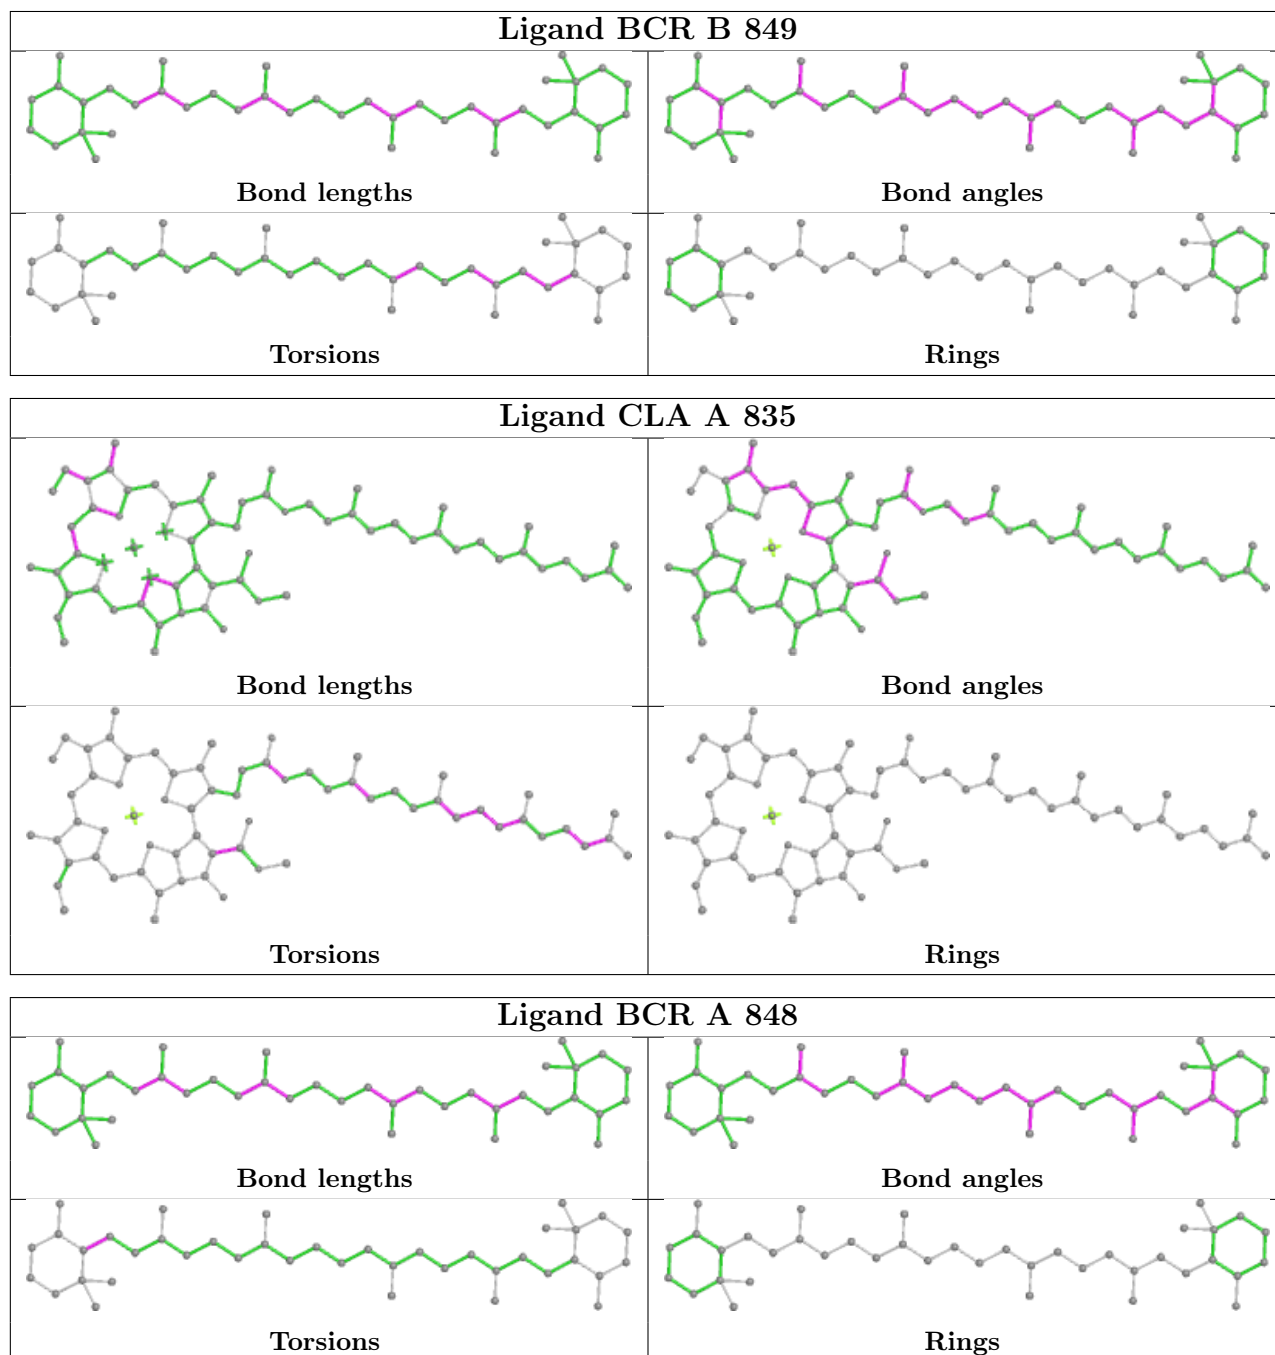 Ligand BCR B 849
Bond lengths
Bond angles
Torsions
Rings
Ligand CLA A 835
Bond lengths
Bond angles
Torsions
Rings
Ligand BCR A 848
Bond lengths
Bond angles
Torsions
Rings